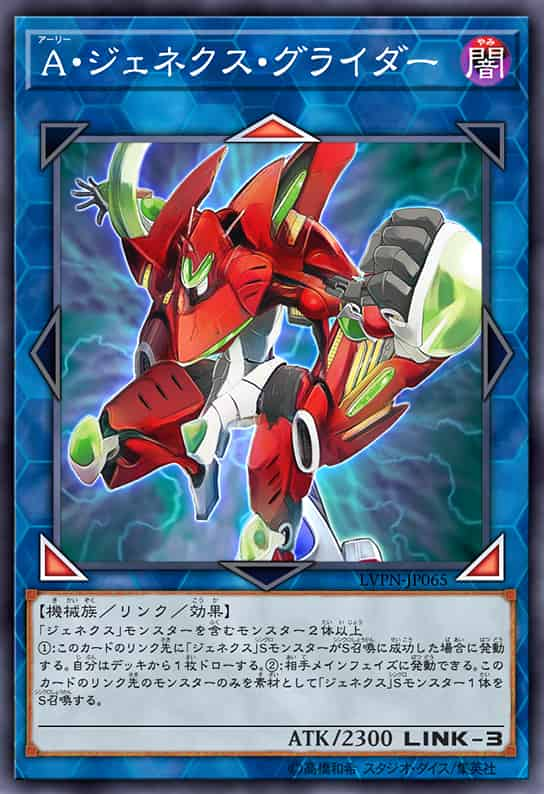 アーリー
A・ジェネクス・グライダー
やみ
闇
LVPN-JP065
【機械族／リンク／効果】
「ジェネクス」モンスターを含むモンスター２体以上
①:このカードのリンク先に「ジェネクス」SモンスターがS召喚に成功した場合に発動
する。自分はデッキから１枚ドローする。②:相手メインフェイズに発動できる。この
カードのリンク先のモンスターのみを素材として「ジェネクス」Sモンスター１体を
S召喚する。
ATK/2300 LINK-3
©高橋和希 スタジオ・ダイス/集英社